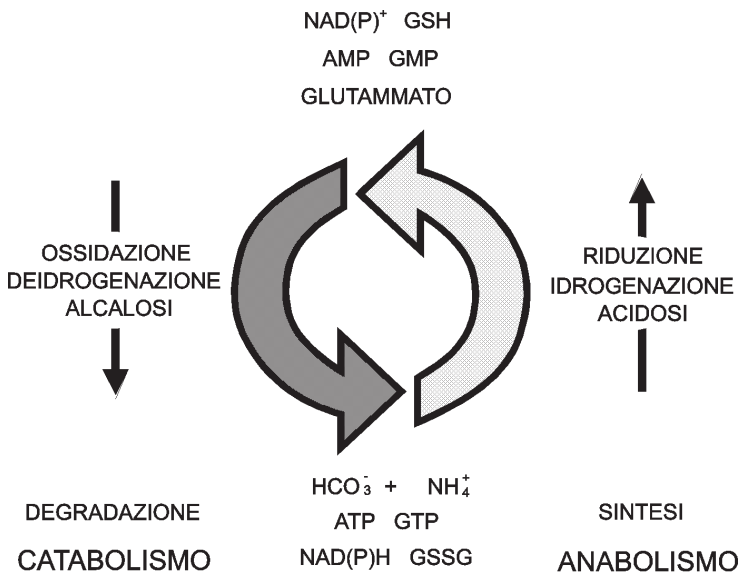 NAD(P)⁺ GSH
AMP GMP
GLUTAMMATO
OSSIDAZIONE
DEIDROGENAZIONE
ALCALOSI
RIDUZIONE
IDROGENAZIONE
ACIDOSI
HCO₃⁻ + NH₄⁺
ATP GTP
NAD(P)H GSSG
DEGRADAZIONE
CATABOLISMO
SINTESI
ANABOLISMO